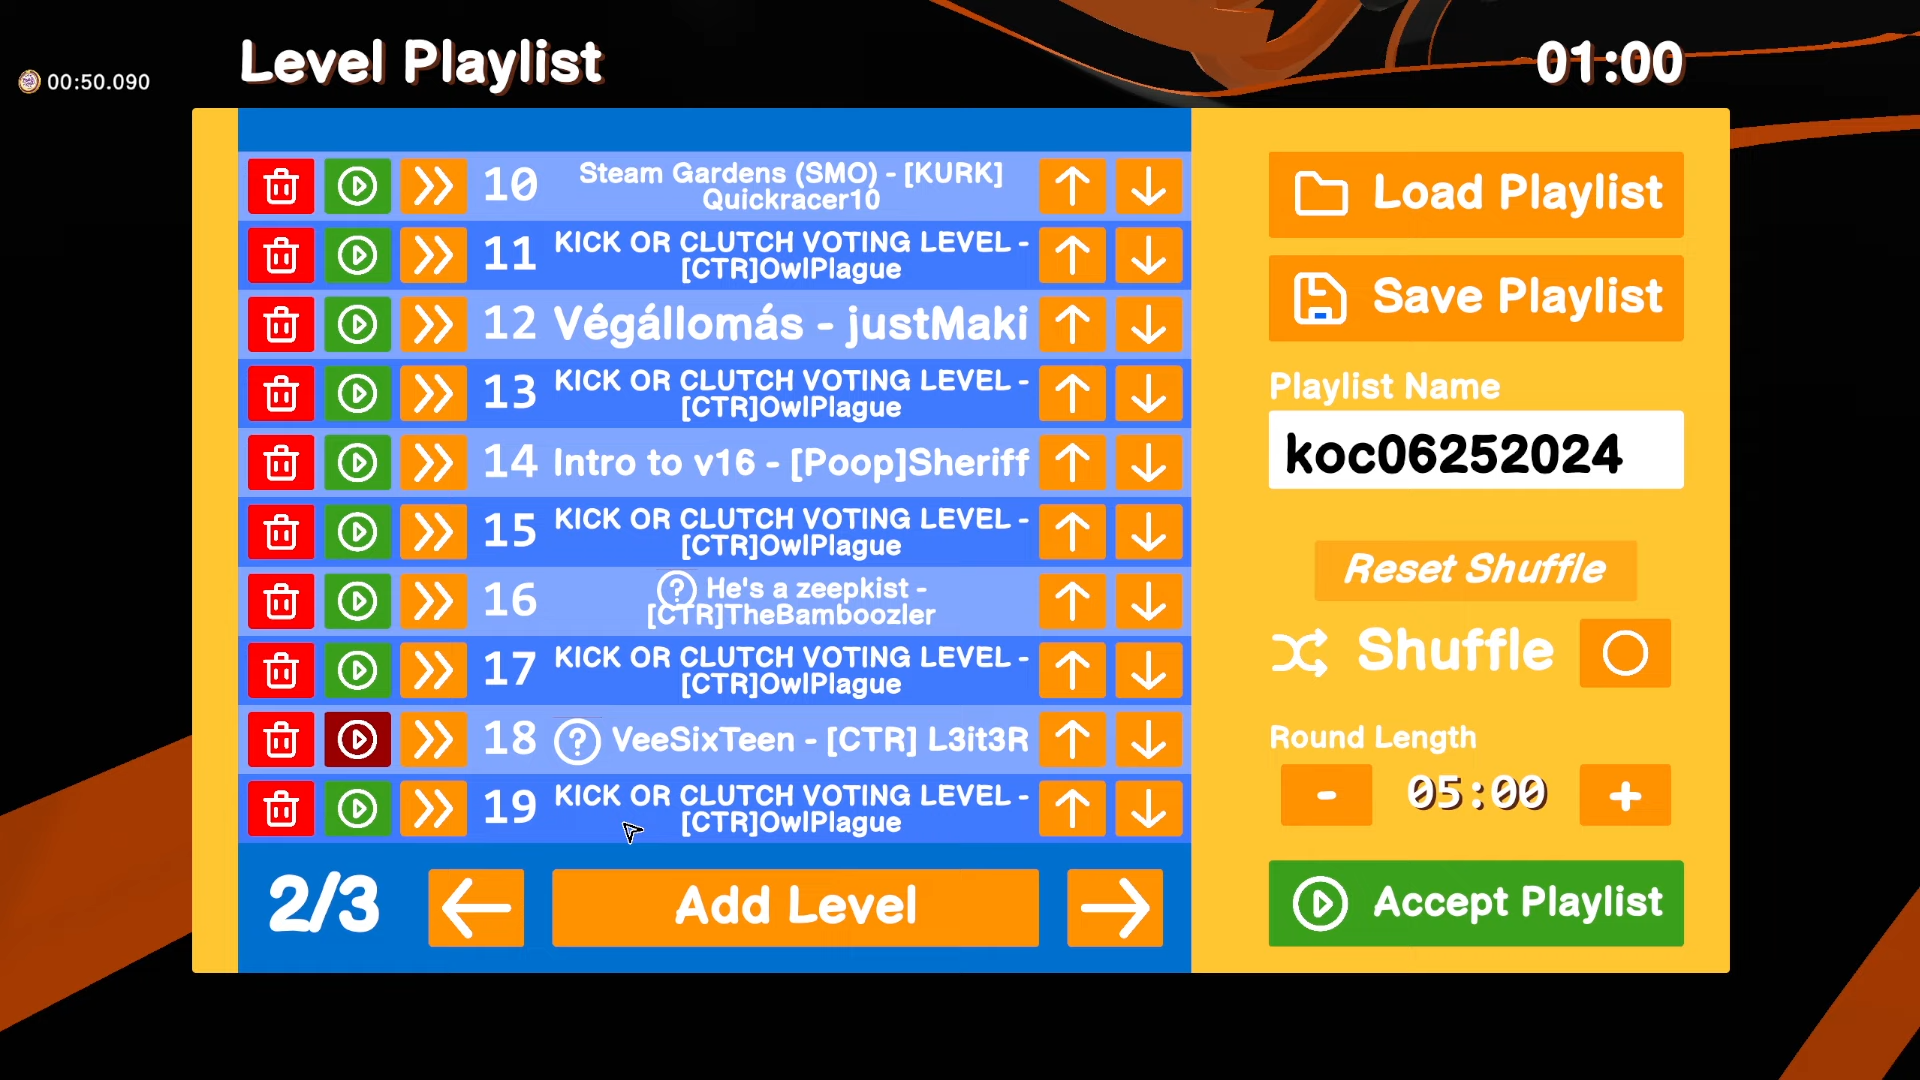 Level Playlist
01:00
00:50.090
10 Steam Gardens (SMO) - [KURK]
Quickracer10
11 KICK OR CLUTCH VOTING LEVEL -
[CTR]OwlPlague
12 Végállomás - justMaki
13 KICK OR CLUTCH VOTING LEVEL -
[CTR]OwlPlague
14 Intro to v16 - [Poop]Sheriff
15 KICK OR CLUTCH VOTING LEVEL -
[CTR]OwlPlague
16 ? He's a zeepkist -
[CTR]TheBamboozler
17 KICK OR CLUTCH VOTING LEVEL -
[CTR]OwlPlague
18 ? VeeSixTeen - [CTR] L3it3R
19 KICK OR CLUTCH VOTING LEVEL -
[CTR]OwlPlague
2/3
Add Level
Load Playlist
Save Playlist
Playlist Name
koc06252024
Reset Shuffle
Shuffle
Round Length
- 05:00 +
Accept Playlist